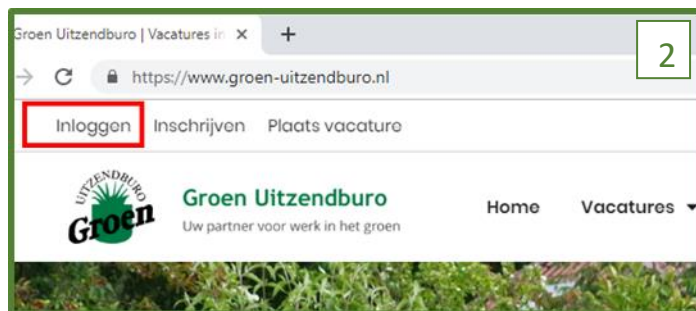 Groen Uitzendburo | Vacatures in
2
https://www.groen-uitzendburo.nl
Inloggen Inschrijven Plaats vacature
UITZENDBURO
Groen
Groen Uitzendburo
Uw partner voor werk in het groen
Home Vacatures